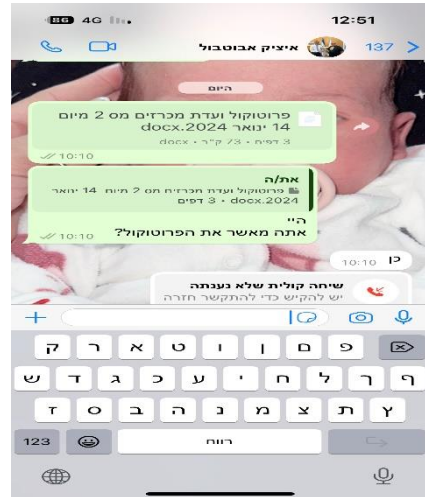 12:51
4G 86
137
איציק אבוטבול
היום
פרוטוקול ועדת מכרזים מס 2 מיום
14 ינואר 2024.docx
3 דפים • 73 ק"ר • docx
10:10
את/ה
פרוטוקול ועדת מכרזים מס 2 מיום 14 ינואר
2024.docx • 3 דפים
היי
אתה מאשר את הפרוטוקול?
10:10
כן
10:10
שיחה קולית שלא נענתה
יש להקיש כדי להתקשר חזרה
ק ר א ט ו ן ם פ
ש ד ג כ ע י ח ל ך ף
ז ס ב ה נ מ צ ת ץ
123
רווח